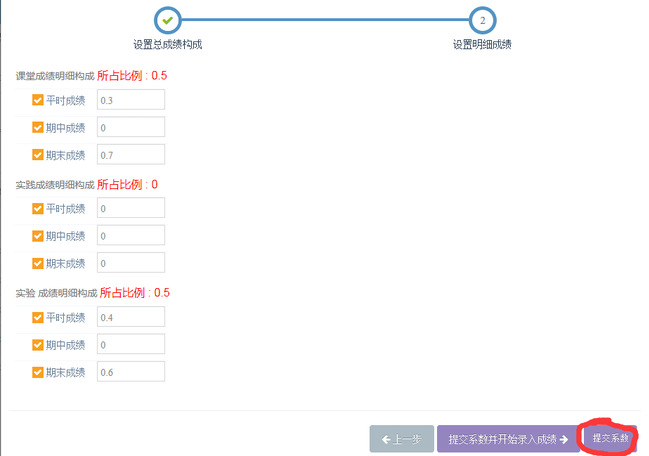 2
设置总成绩构成 设置明细成绩
课堂成绩明细构成 所占比例 : 0.5
平时成绩 0.3
期中成绩 0
期末成绩 0.7
实践成绩明细构成 所占比例 : 0
平时成绩 0
期中成绩 0
期末成绩 0
实验 成绩明细构成 所占比例 : 0.5
平时成绩 0.4
期中成绩 0
期末成绩 0.6
上一步 提交系数并开始录入成绩 提交系数